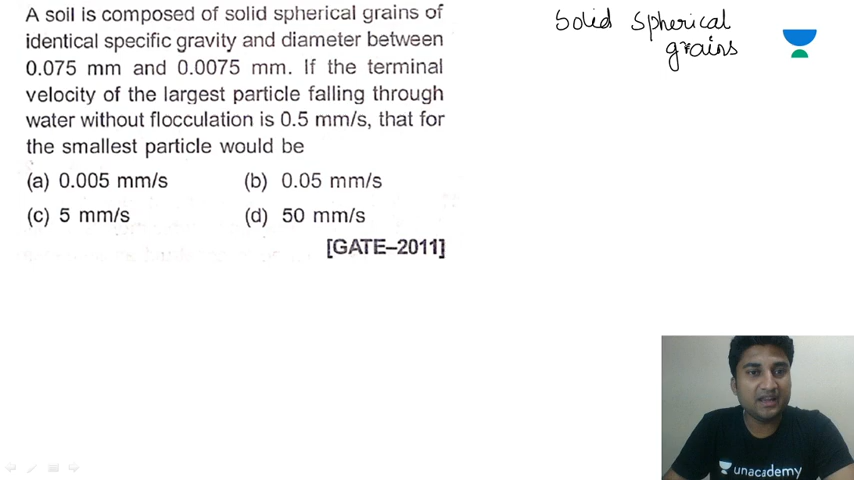 A soil is composed of solid spherical grains of
identical specific gravity and diameter between
0.075 mm and 0.0075 mm. If the terminal
velocity of the largest particle falling through
water without flocculation is 0.5 mm/s, that for
the smallest particle would be
(a) 0.005 mm/s (b) 0.05 mm/s
(c) 5 mm/s (d) 50 mm/s
[GATE–2011]
Solid Spherical
grains
unacademy